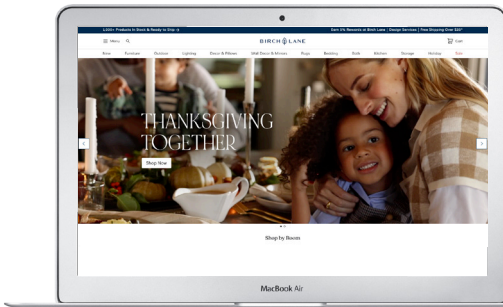 1,000+ Products In Stock & Ready to Ship
Earn 5% Rewards at Birch Lane | Design Services | Free Shipping Over $35*
Menu
BIRCH LANE
Cart
New Furniture Outdoor Lighting Decor & Pillows Wall Decor & Mirrors Rugs Bedding Bath Kitchen Storage Holiday Sale
THANKSGIVING
TOGETHER
Shop Now
Shop by Room
MacBook Air